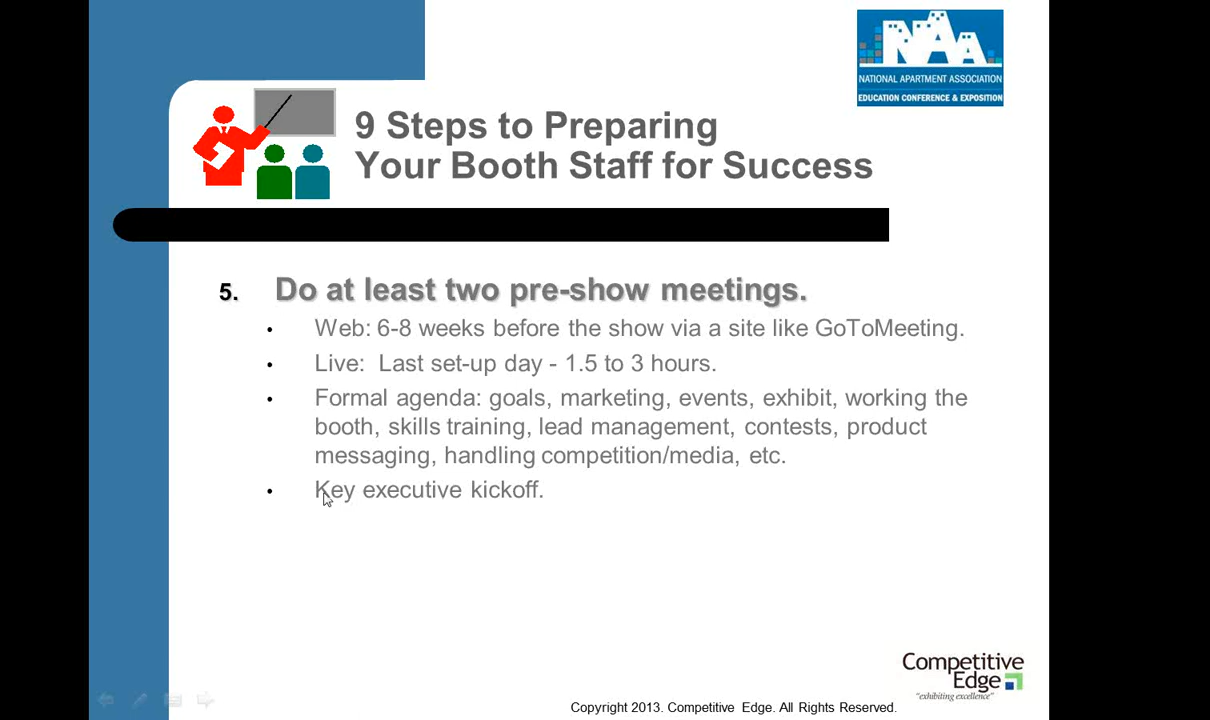 NAA
NATIONAL APARTMENT ASSOCIATION
EDUCATION CONFERENCE & EXPOSITION
9 Steps to Preparing
Your Booth Staff for Success
5. Do at least two pre-show meetings.
• Web: 6-8 weeks before the show via a site like GoToMeeting.
• Live: Last set-up day - 1.5 to 3 hours.
• Formal agenda: goals, marketing, events, exhibit, working the
booth, skills training, lead management, contests, product
messaging, handling competition/media, etc.
• Key executive kickoff.
Competitive
Edge
"exhibiting excellence"
Copyright 2013. Competitive Edge. All Rights Reserved.